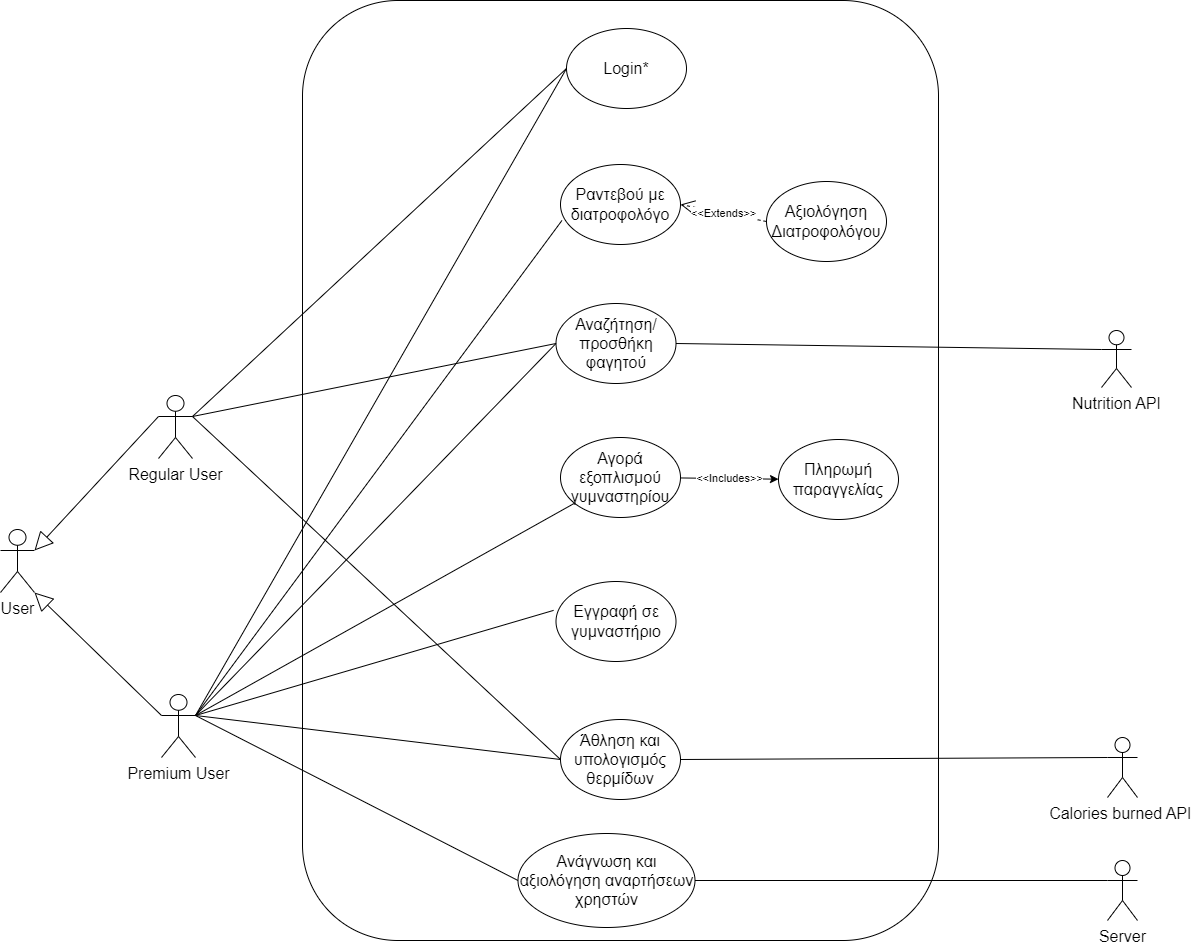 Login*
Ραντεβού με
διατροφολόγο
<<Extends>>
Αξιολόγηση
Διατροφολόγου
Αναζήτηση/
προσθήκη
φαγητού
Nutrition API
Regular User
Αγορά
εξοπλισμού
γυμναστηρίου
<<Includes>>
Πληρωμή
παραγγελίας
User
Εγγραφή σε
γυμναστήριο
Premium User
Άθληση και
υπολογισμός
θερμίδων
Calories burned API
Ανάγνωση και
αξιολόγηση αναρτήσεων
χρηστών
Server